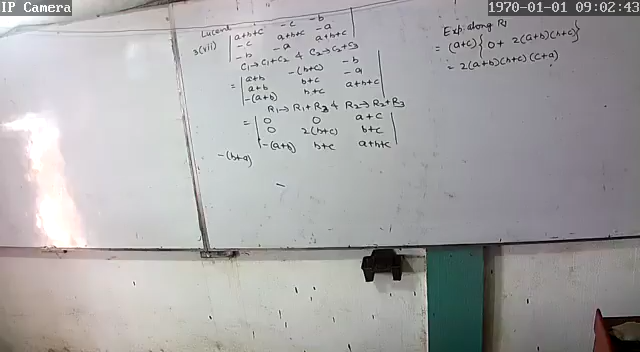 IP Camera
1970-01-01 09:02:43
Lucent
3(vii) | a+b+c -c -b |
| -c a+b+c -a |
| -b -a a+b+c |
C₁→C₁+C₂ & C₂→C₂+C₃
= | a+b -(b+c) -b |
| a+b b+c -a |
| -(a+b) b+c a+b+c |
R₁→R₁+R₃ & R₂→R₂+R₃
= | 0 0 a+c |
| 0 2(b+c) b+c |
| -(a+b) b+c a+b+c |
-(b+a)
Exp. along R₁
= (a+c) { 0 + 2(a+b)(b+c) }
= 2(a+b)(b+c)(c+a)